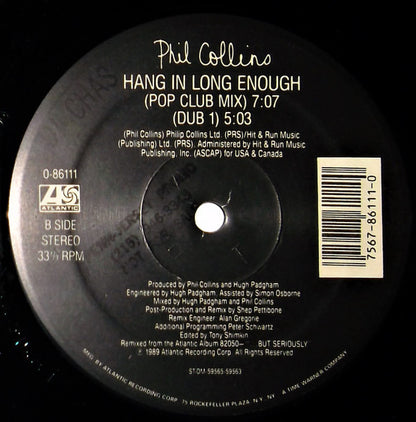 Phil Collins
HANG IN LONG ENOUGH
(POP CLUB MIX) 7:07
(DUB 1) 5:03
(Phil Collins) Philip Collins Ltd. (PRS)/Hit & Run Music
(Publishing) Ltd. (PRS). Administered by Hit & Run Music
Publishing, Inc. (ASCAP) for USA & Canada
0-86111
ATLANTIC
B SIDE
STEREO
33⅓ RPM
7567-86111-0
Produced by Phil Collins and Hugh Padgham
Engineered by Hugh Padgham. Assisted by Simon Osborne
Mixed by Hugh Padgham and Phil Collins
Post-Production and Remix by Shep Pettibone
Remix Engineer: Alan Gregorie
Additional Programming Peter Schwartz
Edited by Tony Shimkin
Remixed from the Atlantic Album 82050– . . . BUT SERIOUSLY
℗ 1989 Atlantic Recording Corp. All Rights Reserved
ST-DM-59565-59563
MFG. BY ATLANTIC RECORDING CORP. 75 ROCKEFELLER PLAZA, N.Y., N.Y. A TIME WARNER COMPANY